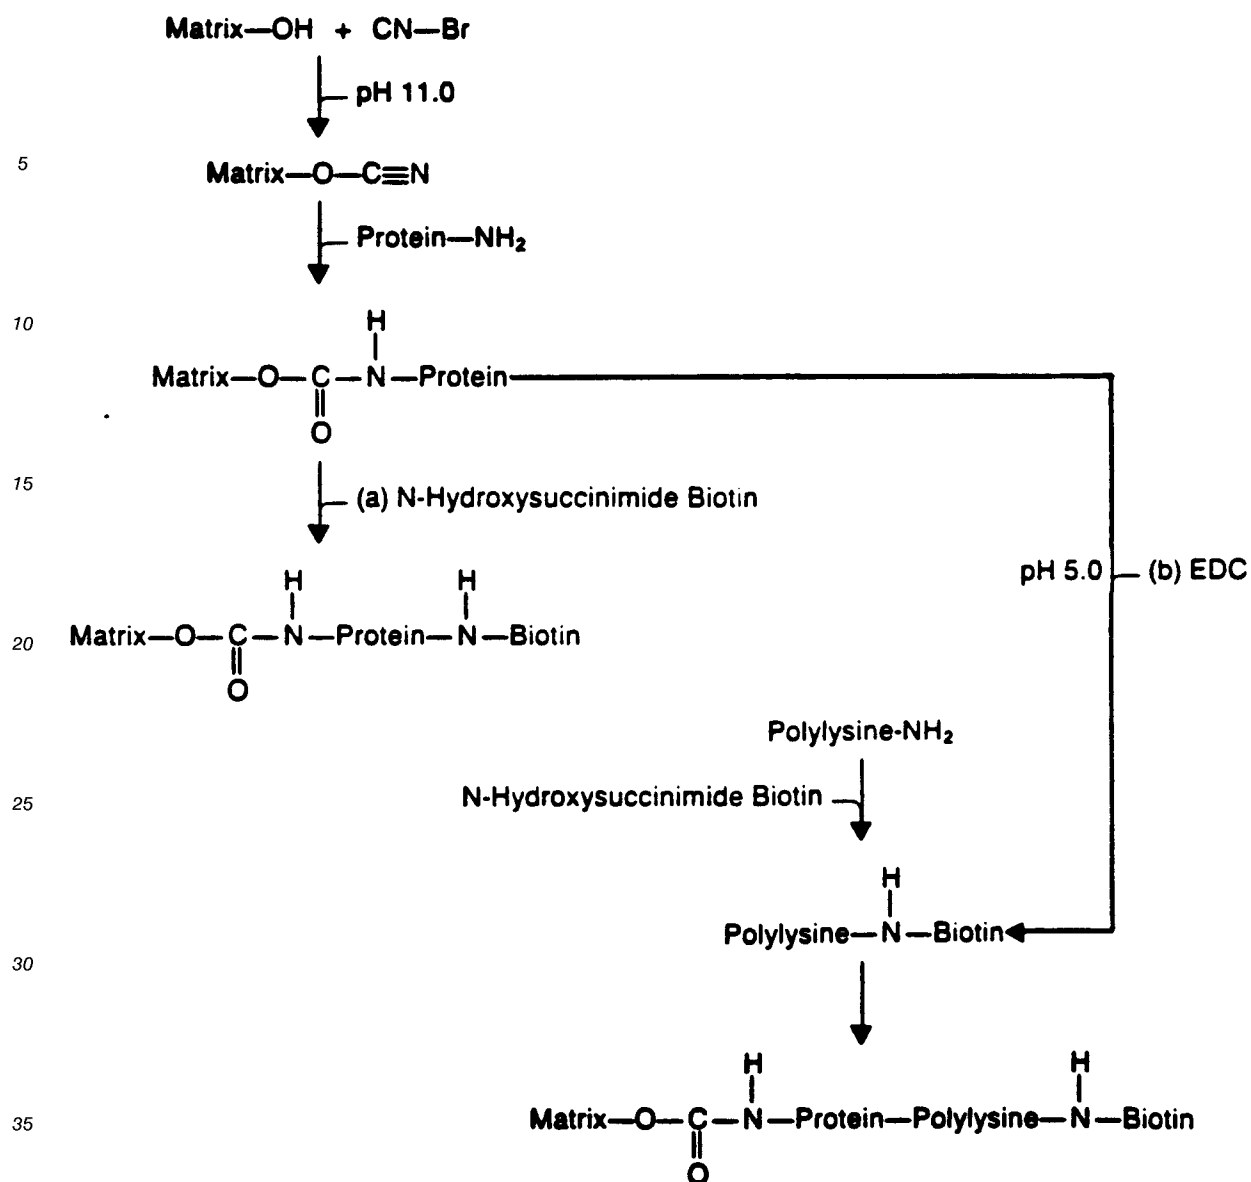 Matrix—OH + CN—Br
pH 11.0
5
Matrix—O—C≡N
Protein—NH₂
10
H
Matrix—O—C—N—Protein
O
15
(a) N-Hydroxysuccinimide Biotin
H H
pH 5.0 (b) EDC
20
Matrix—O—C—N—Protein—N—Biotin
O
Polylysine-NH₂
25
N-Hydroxysuccinimide Biotin
H
Polylysine—N—Biotin
30
H H
35
Matrix—O—C—N—Protein—Polylysine—N—Biotin
O